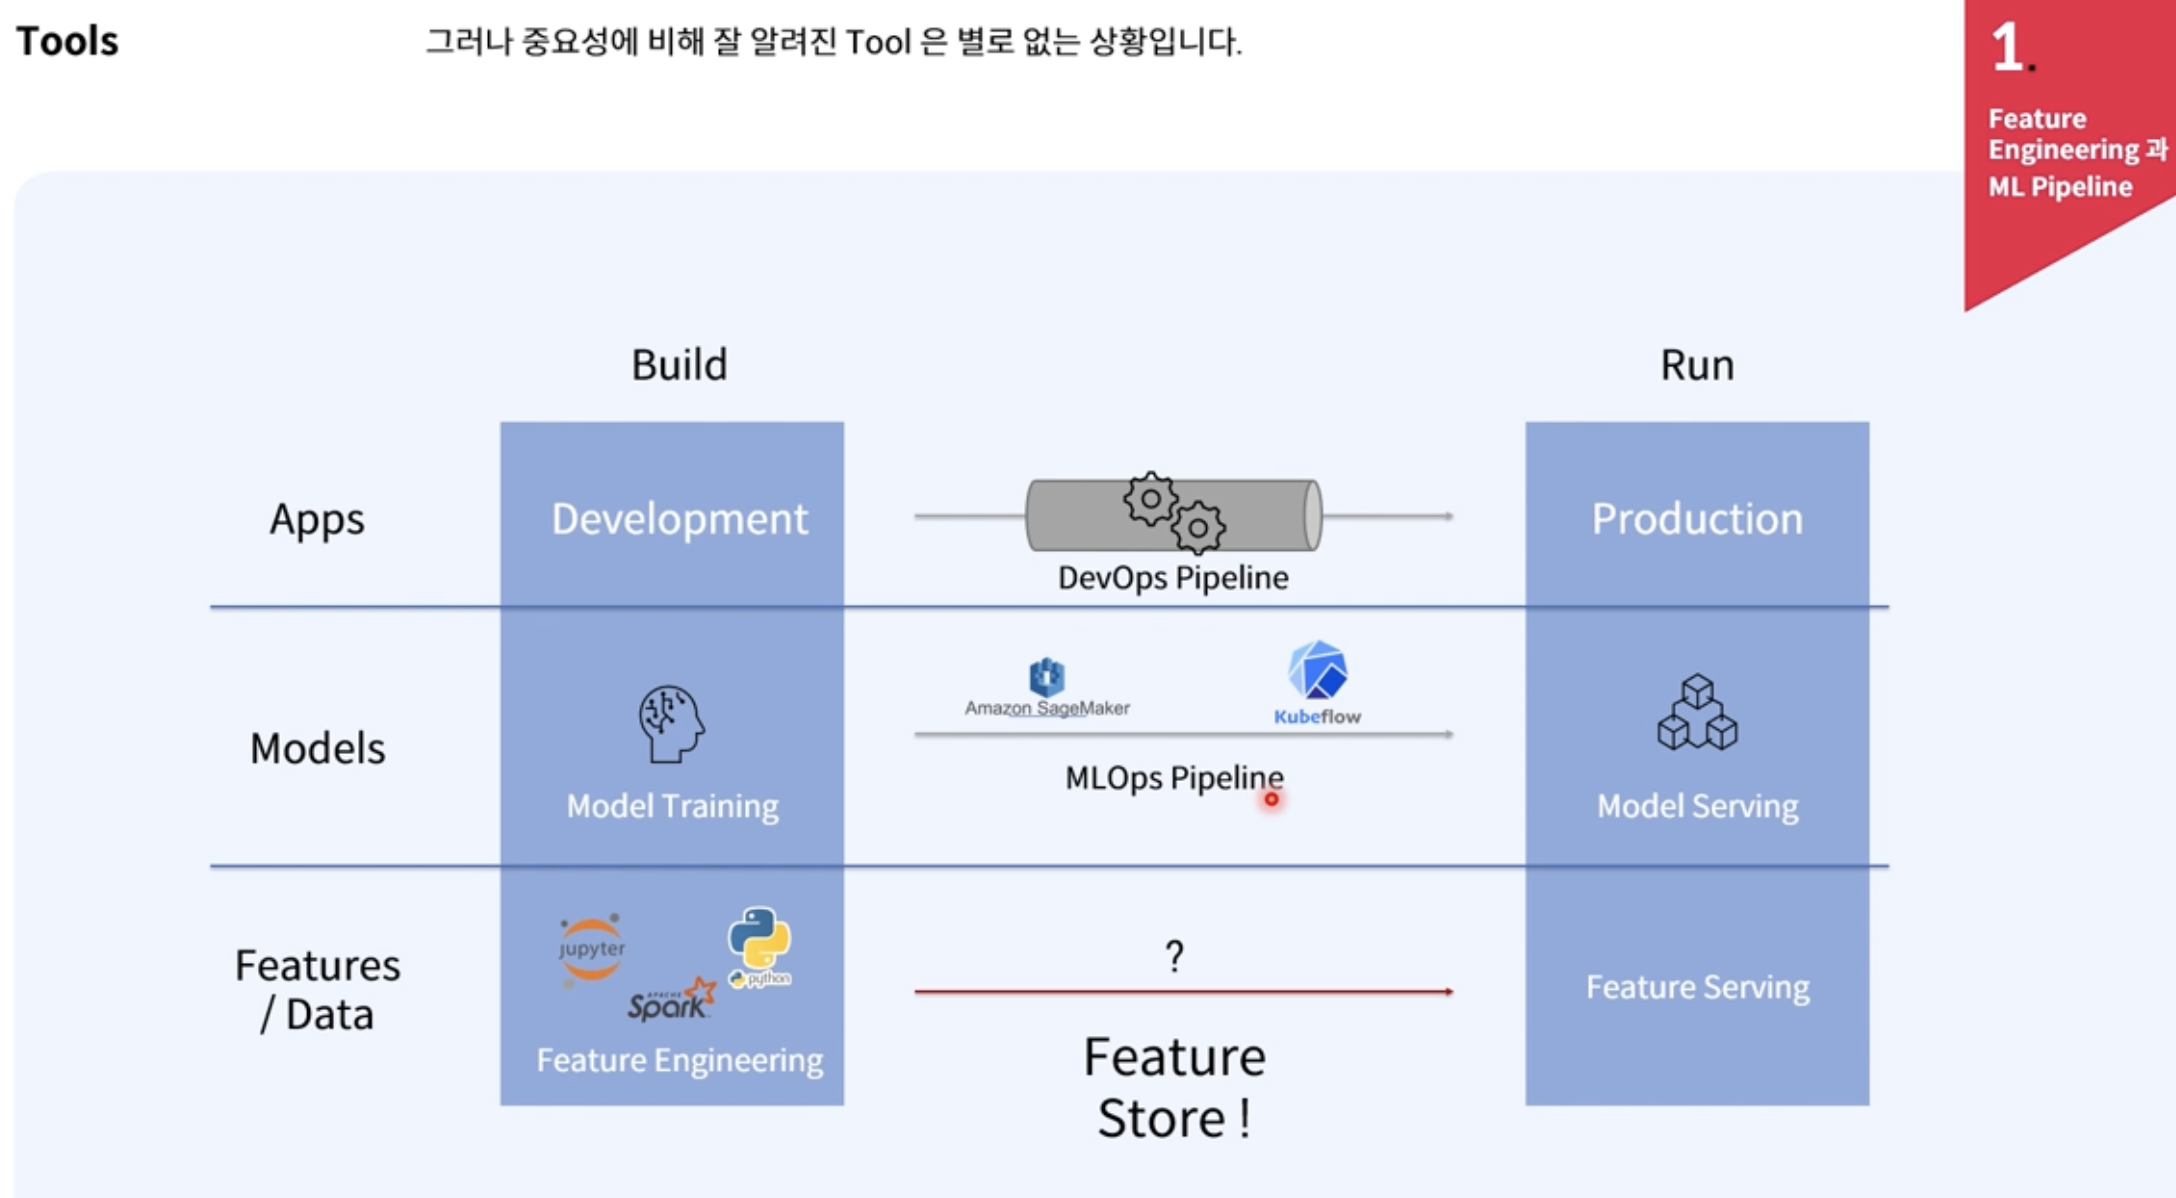 Tools
그러나 중요성에 비해 잘 알려진 Tool 은 별로 없는 상황입니다.
1.
Feature
Engineering 과
ML Pipeline
Build
Run
Apps
Development
DevOps Pipeline
Production
Models
Model Training
Amazon SageMaker
Kubeflow
MLOps Pipeline
Model Serving
Features
/ Data
jupyter
python
APACHE
Spark
Feature Engineering
?
Feature
Store !
Feature Serving